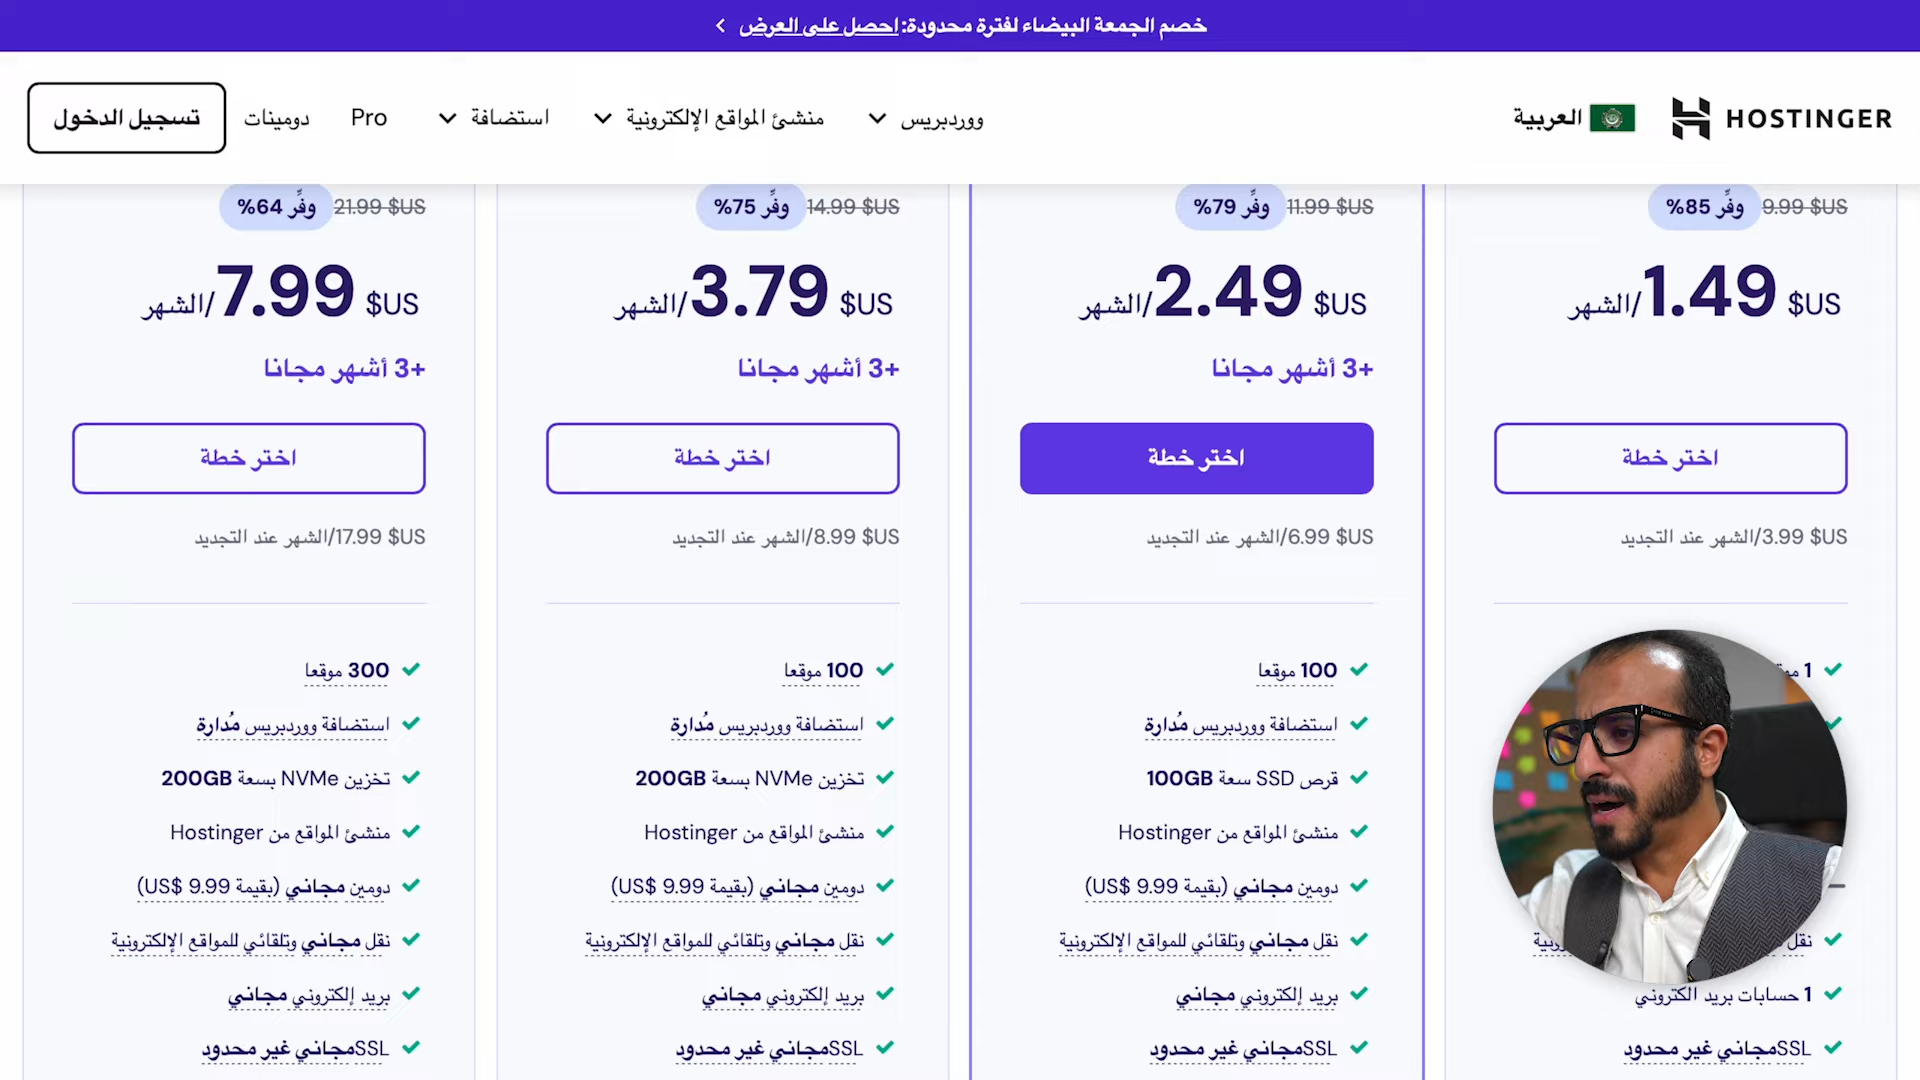 خصم الجمعة البيضاء لفترة محدودة: احصل على العرض
HOSTINGER
العربية
ووردبريس
منشئ المواقع الإلكترونية
استضافة
Pro
دومينات
تسجيل الدخول
9.99 $US وفِّر 85%
$US 1.49/الشهر
اختر خطة
3.99 $US/الشهر عند التجديد
1
نقل
1 حسابات بريد الكتروني
SSLمجاني غير محدود
11.99 $US وفِّر 79%
$US 2.49/الشهر
+3 أشهر مجانا
اختر خطة
6.99 $US/الشهر عند التجديد
100 موقعا
استضافة ووردبريس مُدارة
قرص SSD سعة 100GB
منشئ المواقع من Hostinger
دومين مجاني (بقيمة 9.99 $US)
نقل مجاني وتلقائي للمواقع الإلكترونية
بريد إلكتروني مجاني
SSLمجاني غير محدود
14.99 $US وفِّر 75%
$US 3.79/الشهر
+3 أشهر مجانا
اختر خطة
8.99 $US/الشهر عند التجديد
100 موقعا
استضافة ووردبريس مُدارة
تخزين NVMe بسعة 200GB
منشئ المواقع من Hostinger
دومين مجاني (بقيمة 9.99 $US)
نقل مجاني وتلقائي للمواقع الإلكترونية
بريد إلكتروني مجاني
SSLمجاني غير محدود
21.99 $US وفِّر 64%
$US 7.99/الشهر
+3 أشهر مجانا
اختر خطة
17.99 $US/الشهر عند التجديد
300 موقعا
استضافة ووردبريس مُدارة
تخزين NVMe بسعة 200GB
منشئ المواقع من Hostinger
دومين مجاني (بقيمة 9.99 $US)
نقل مجاني وتلقائي للمواقع الإلكترونية
بريد إلكتروني مجاني
SSLمجاني غير محدود